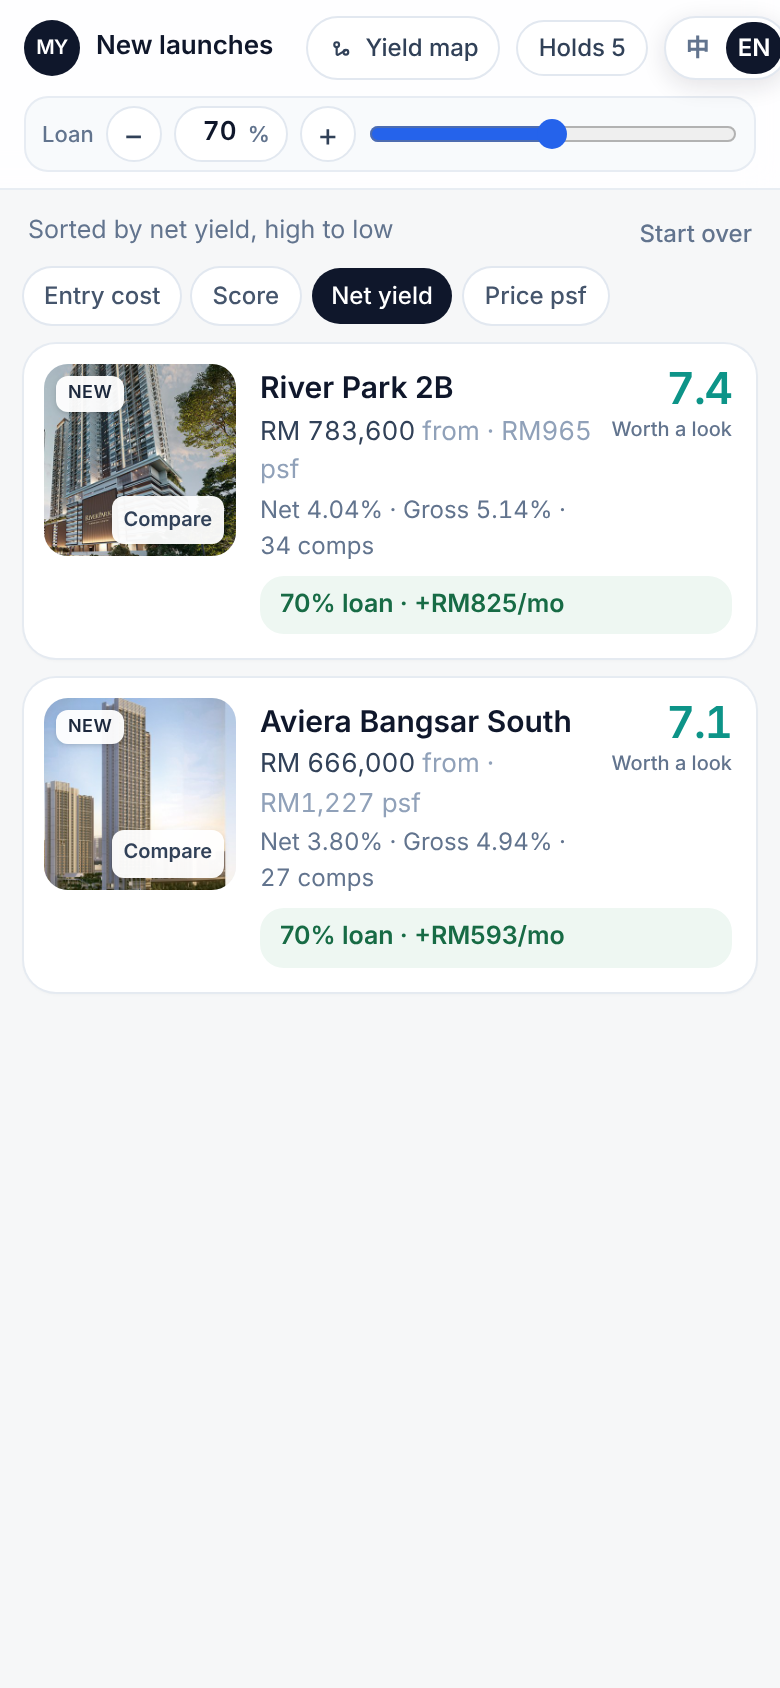 MY New launches Yield map Holds 5 中 EN
Loan − 70 % +
Sorted by net yield, high to low Start over
Entry cost Score Net yield Price psf
NEW
RIVERPARK
Compare
River Park 2B
RM 783,600 from · RM965
psf
Net 4.04% · Gross 5.14% ·
34 comps
70% loan · +RM825/mo
7.4
Worth a look
NEW
Compare
Aviera Bangsar South
RM 666,000 from ·
RM1,227 psf
Net 3.80% · Gross 4.94% ·
27 comps
70% loan · +RM593/mo
7.1
Worth a look